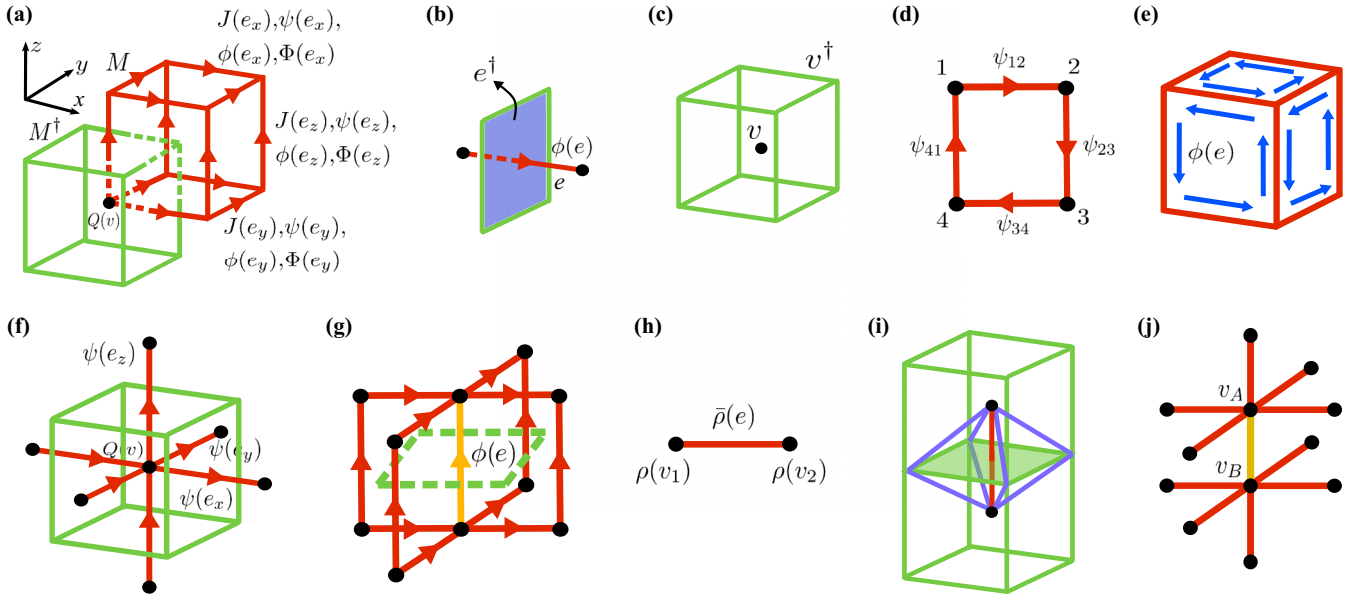 (a)
J(e_x),ψ(e_x),
ϕ(e_x),Φ(e_x)
z
y
x
M
M†
J(e_z),ψ(e_z),
ϕ(e_z),Φ(e_z)
Q(v)
J(e_y),ψ(e_y),
ϕ(e_y),Φ(e_y)
(b)
e†
ϕ(e)
e
(c)
v†
v
(d)
1
ψ₁₂
2
ψ₄₁
ψ₂₃
4
ψ₃₄
3
(e)
ϕ(e)
(f)
ψ(e_z)
Q(v)
ψ(e_y)
ψ(e_x)
(g)
ϕ(e)
(h)
ρ̄(e)
ρ(v₁)
ρ(v₂)
(i)
(j)
v_A
v_B